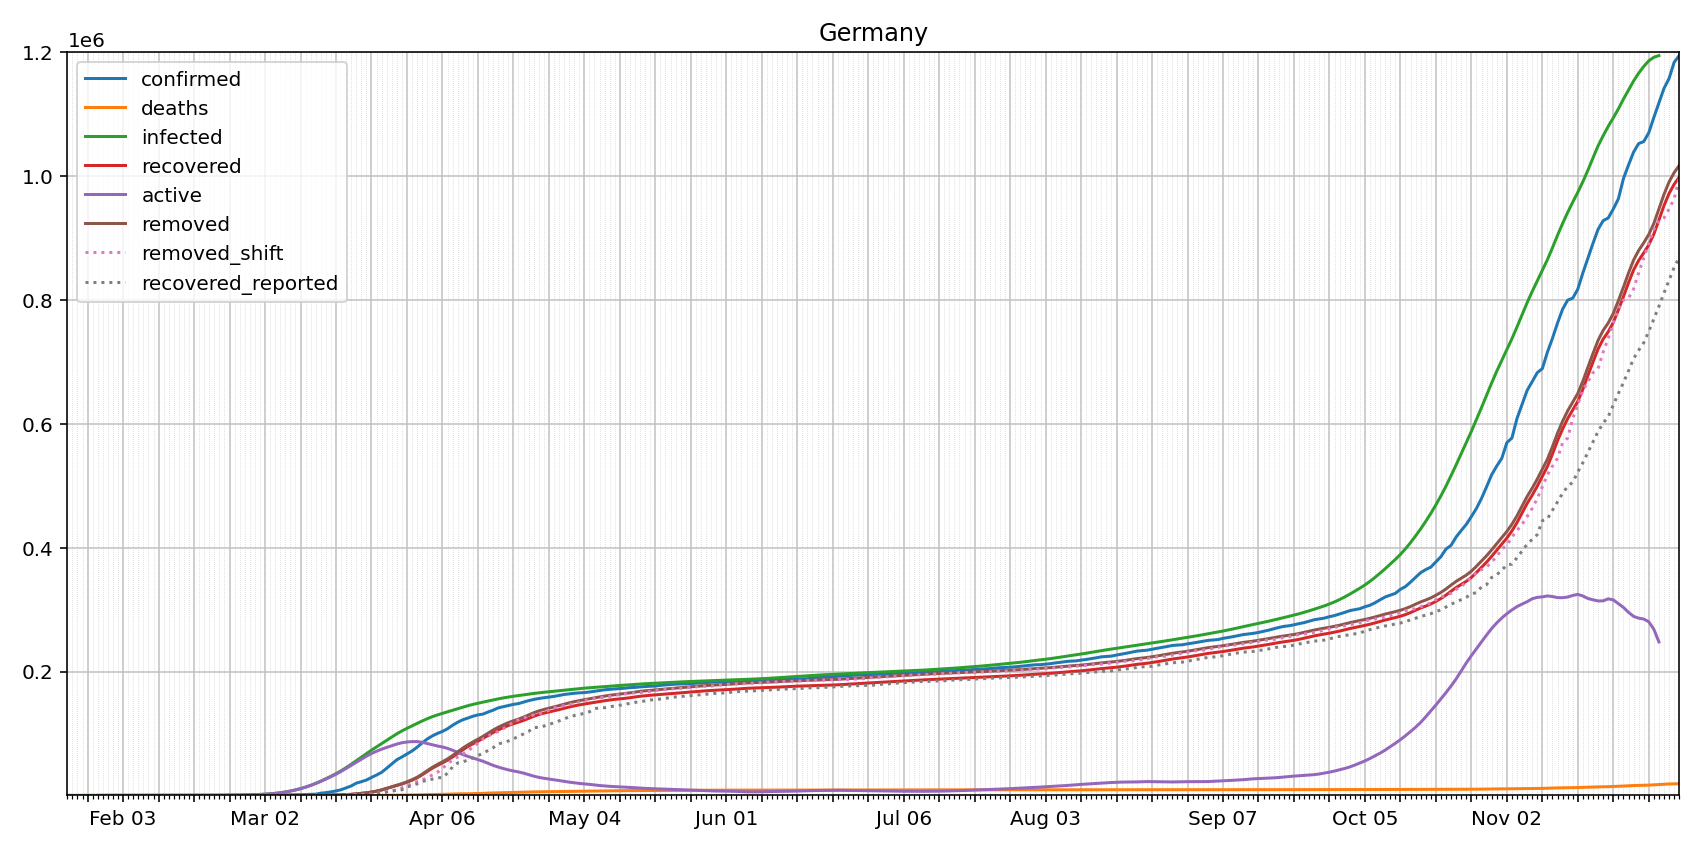 Germany
1e6
1.2
1.0
0.8
0.6
0.4
0.2
confirmed
deaths
infected
recovered
active
removed
removed_shift
recovered_reported
Feb 03
Mar 02
Apr 06
May 04
Jun 01
Jul 06
Aug 03
Sep 07
Oct 05
Nov 02